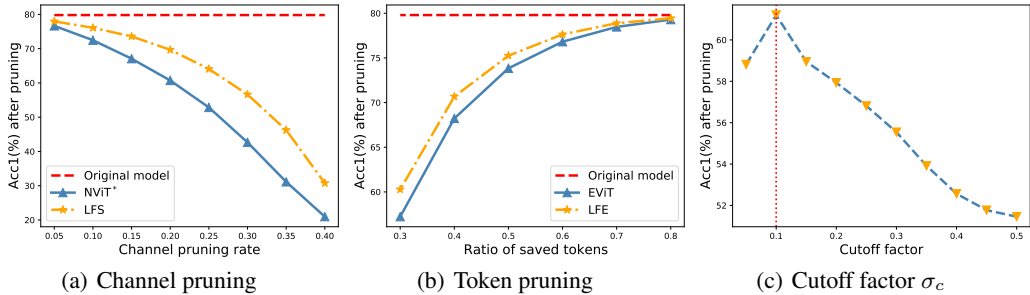 Acc1(%) after pruning
80
70
60
50
40
30
20
Original model
NViT*
LFS
0.05 0.10 0.15 0.20 0.25 0.30 0.35 0.40
Channel pruning rate
(a) Channel pruning
Acc1(%) after pruning
80
75
70
65
60
Original model
EViT
LFE
0.3 0.4 0.5 0.6 0.7 0.8
Ratio of saved tokens
(b) Token pruning
Acc1(%) after pruning
60
58
56
54
52
0.1 0.2 0.3 0.4 0.5
Cutoff factor
(c) Cutoff factor σc